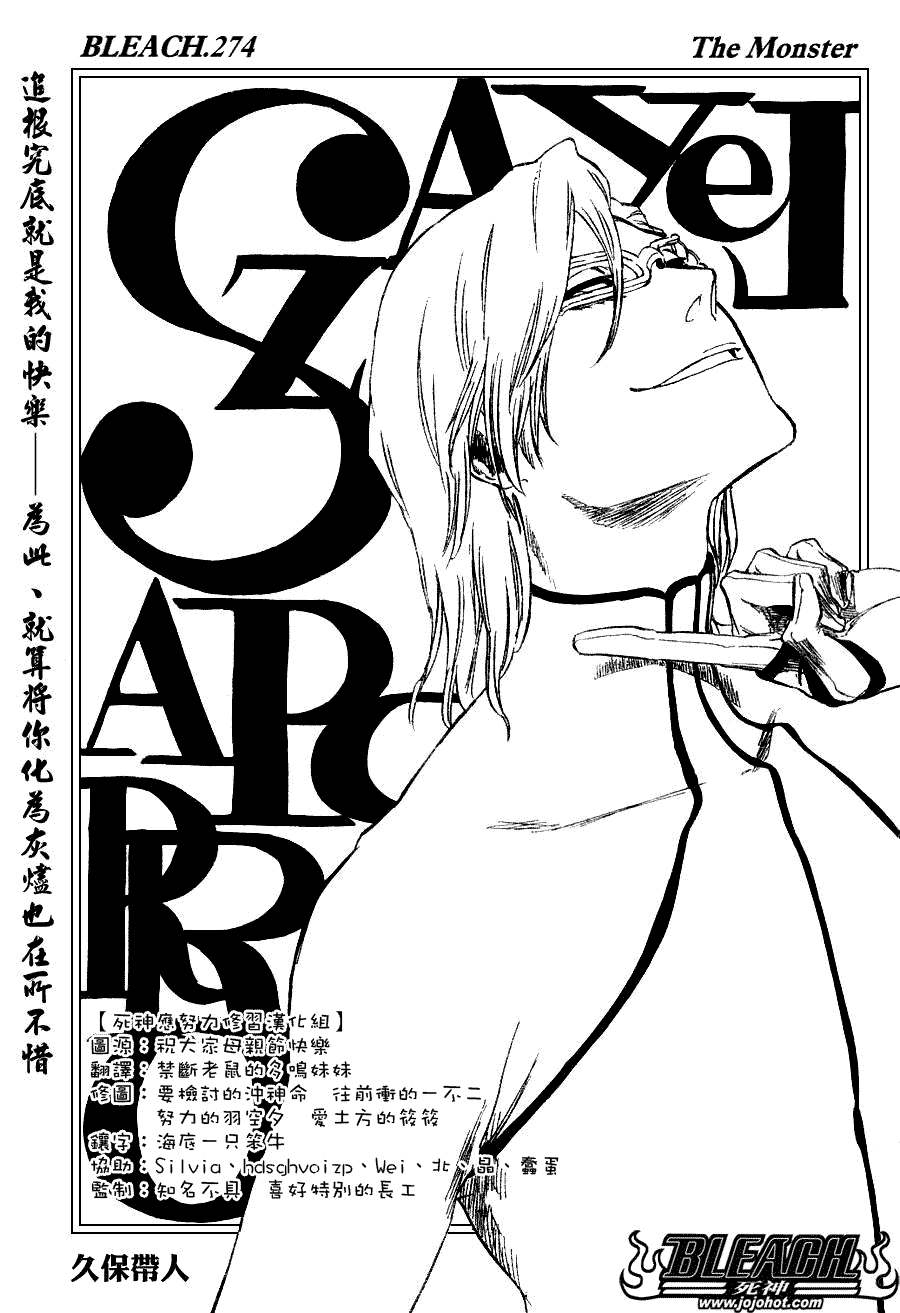 BLEACH.274
The Monster
追根究底就是我的快樂——為此、就算將你化為灰燼也在所不惜
SZAYeL
APORRO
【死神應努力修習漢化組】
圖源：祝大家母親節快樂
翻譯：禁斷老鼠的多嗚妹妹
修圖：要檢討的沖神命　往前衝的一不二
努力的羽空夕　愛土方的筱筱
鑲字：海底一只笨牛
協助：Silvia、hdsghvoizp、Wei、北、晶、蠢蛋
監制：知名不具　喜好特別的長工
久保帶人
BLEACH
死神
www.jojohot.com